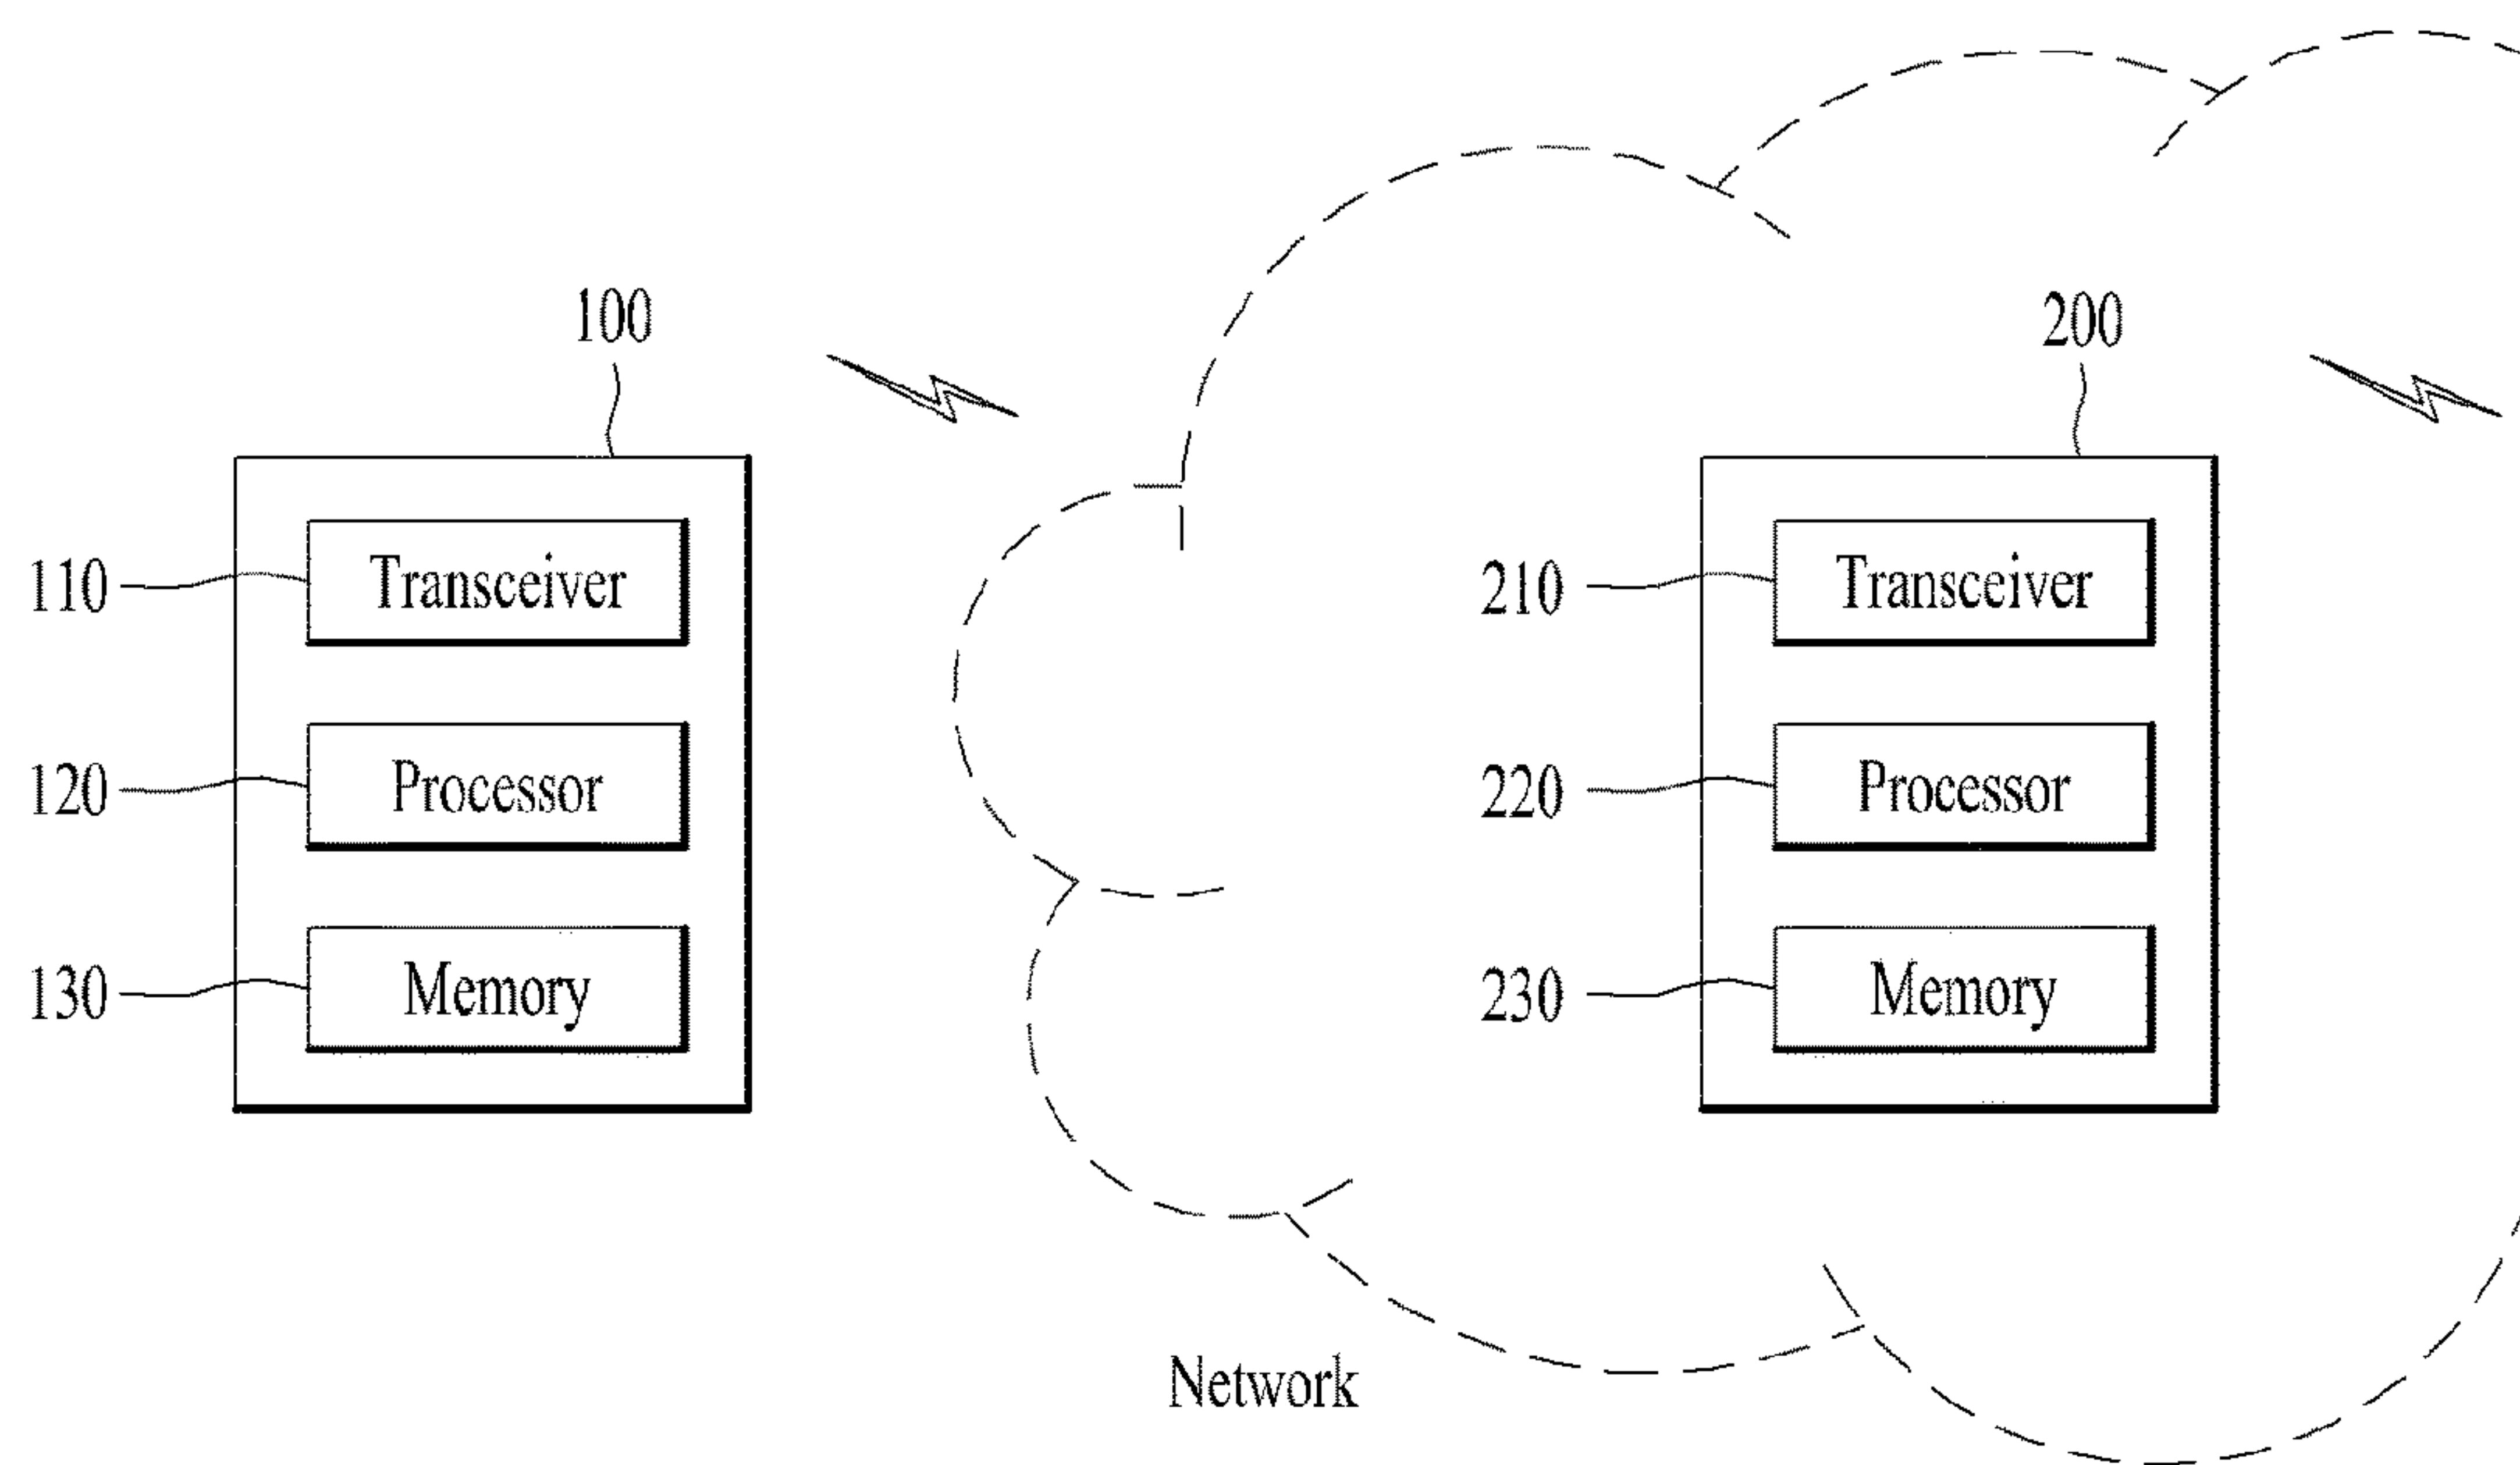 100
110 Transceiver
120 Processor
130 Memory
200
210 Transceiver
220 Processor
230 Memory
Network